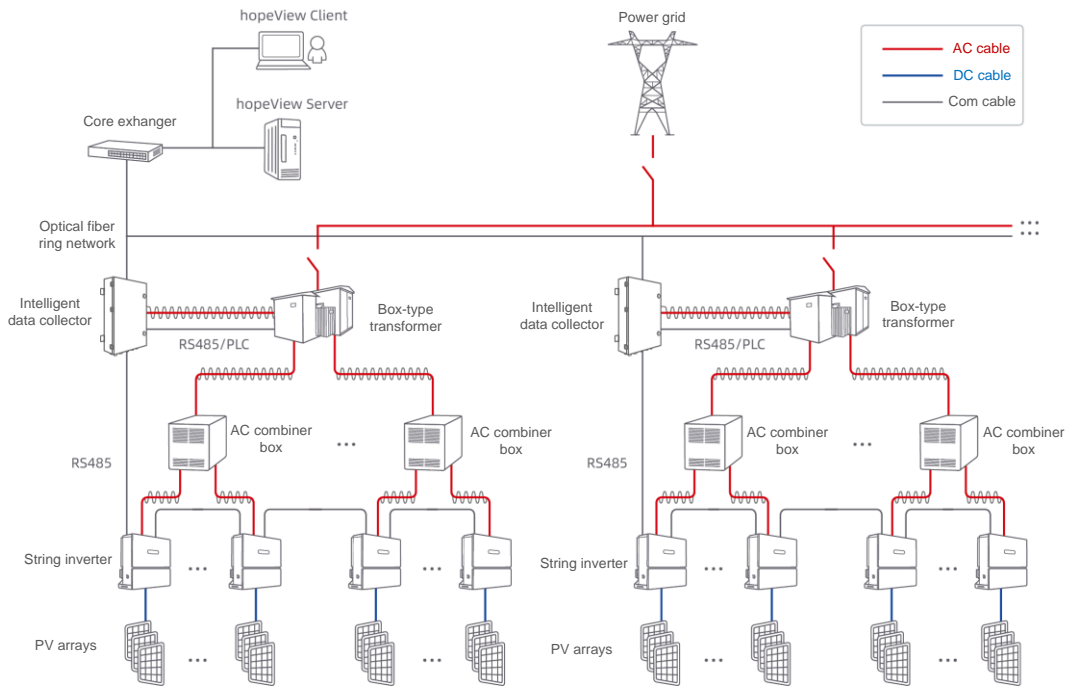 hopeView Client
Power grid
AC cable
DC cable
Com cable
hopeView Server
Core exhanger
Optical fiber
ring network
Intelligent
data collector
Box-type
transformer
RS485/PLC
Intelligent
data collector
Box-type
transformer
RS485/PLC
AC combiner
box
AC combiner
box
AC combiner
box
AC combiner
box
RS485
RS485
String inverter
String inverter
PV arrays
PV arrays